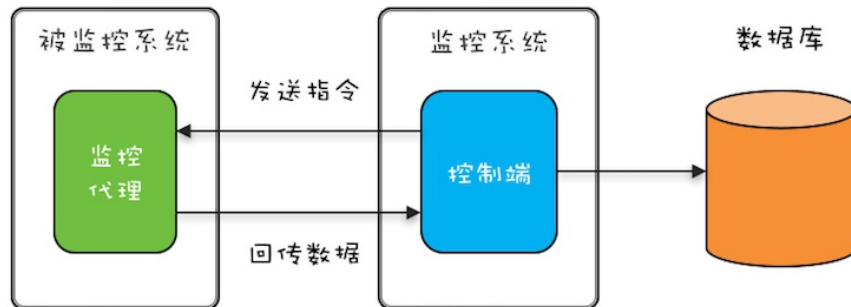 被监控系统
监控系统
数据库
发送指令
监控
代理
控制端
回传数据